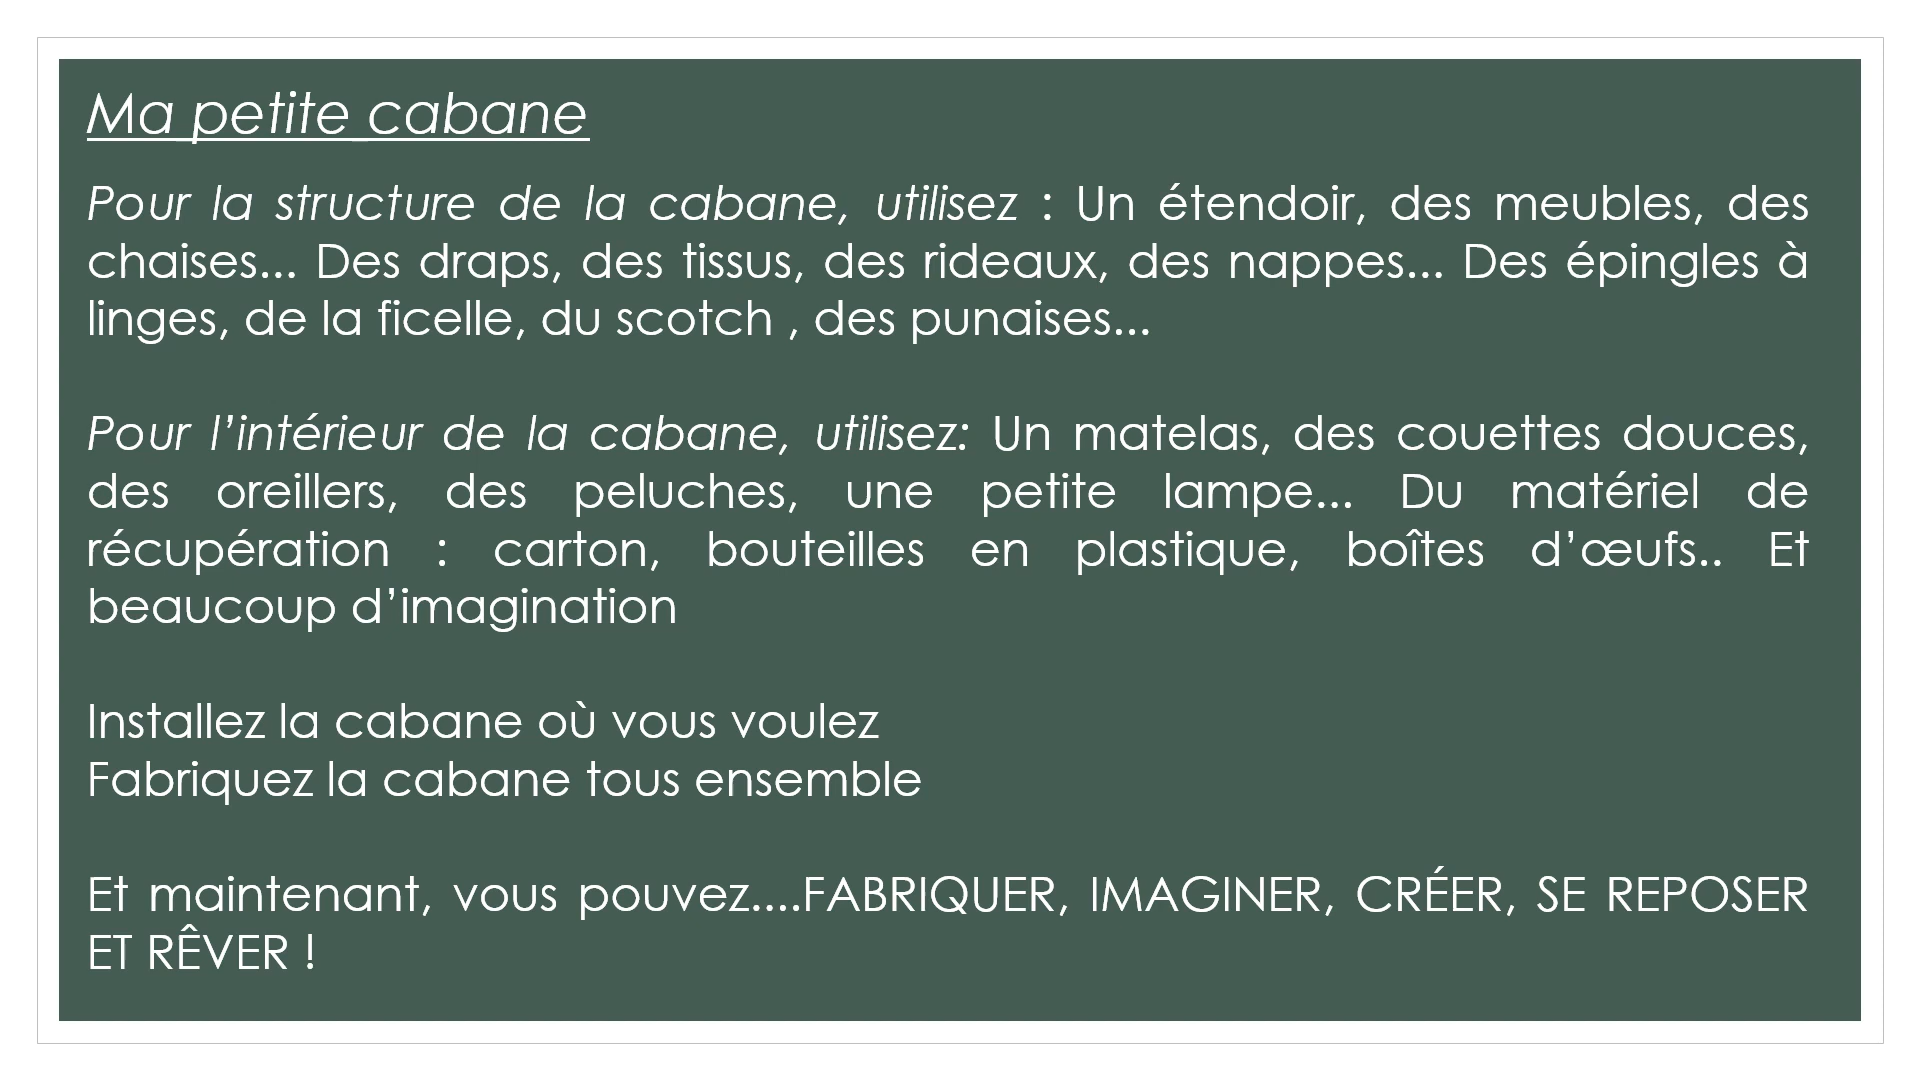 Ma petite cabane
Pour la structure de la cabane, utilisez : Un étendoir, des meubles, des
chaises... Des draps, des tissus, des rideaux, des nappes... Des épingles à
linges, de la ficelle, du scotch , des punaises...
Pour l’intérieur de la cabane, utilisez: Un matelas, des couettes douces,
des oreillers, des peluches, une petite lampe... Du matériel de
récupération : carton, bouteilles en plastique, boîtes d’œufs.. Et
beaucoup d’imagination
Installez la cabane où vous voulez
Fabriquez la cabane tous ensemble
Et maintenant, vous pouvez....FABRIQUER, IMAGINER, CRÉER, SE REPOSER
ET RÊVER !